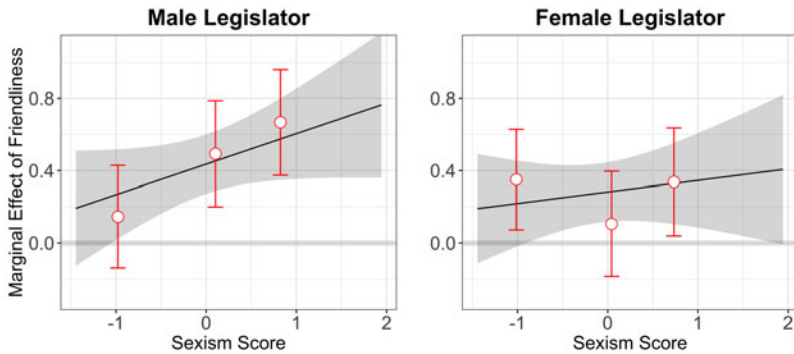 Male Legislator
Female Legislator
Marginal Effect of Friendliness
0.8
0.4
0.0
-1
0
1
2
Sexism Score
0.8
0.4
0.0
-1
0
1
2
Sexism Score